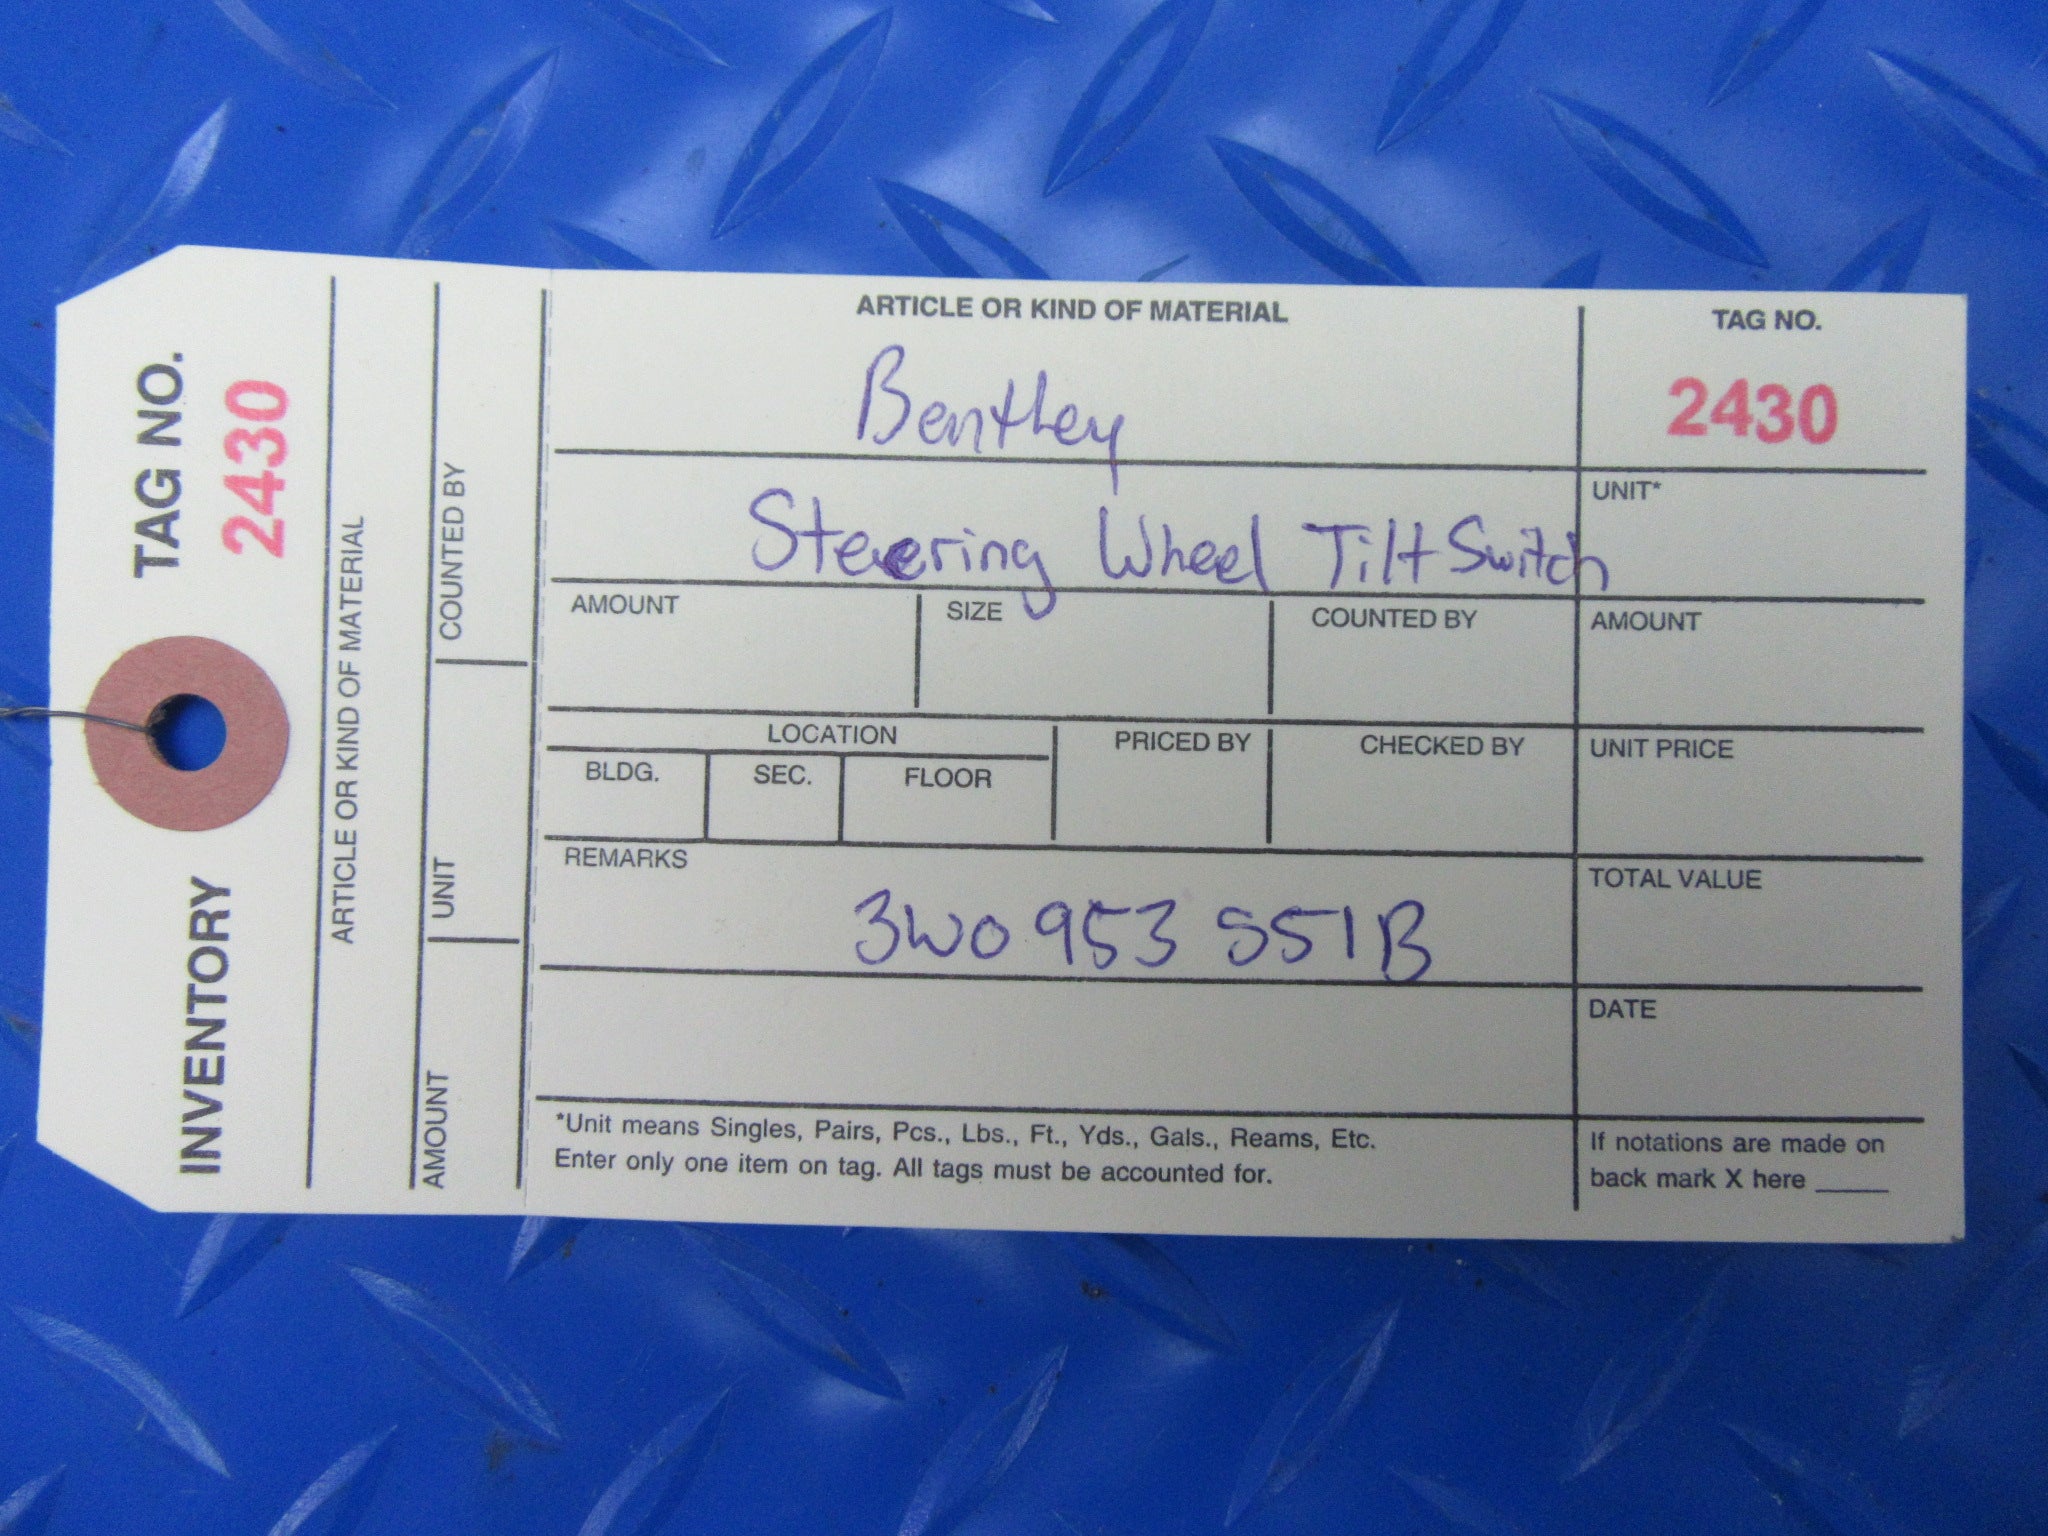 INVENTORY TAG NO.
2430
ARTICLE OR KIND OF MATERIAL
AMOUNT UNIT COUNTED BY
ARTICLE OR KIND OF MATERIAL
Bentley
Steering Wheel Tilt Switch
TAG NO.
2430
UNIT*
AMOUNT SIZE COUNTED BY AMOUNT
LOCATION PRICED BY CHECKED BY UNIT PRICE
BLDG. SEC. FLOOR
REMARKS
3W0 953 551B
TOTAL VALUE
DATE
*Unit means Singles, Pairs, Pcs., Lbs., Ft., Yds., Gals., Reams, Etc.
Enter only one item on tag. All tags must be accounted for.
If notations are made on
back mark X here _____